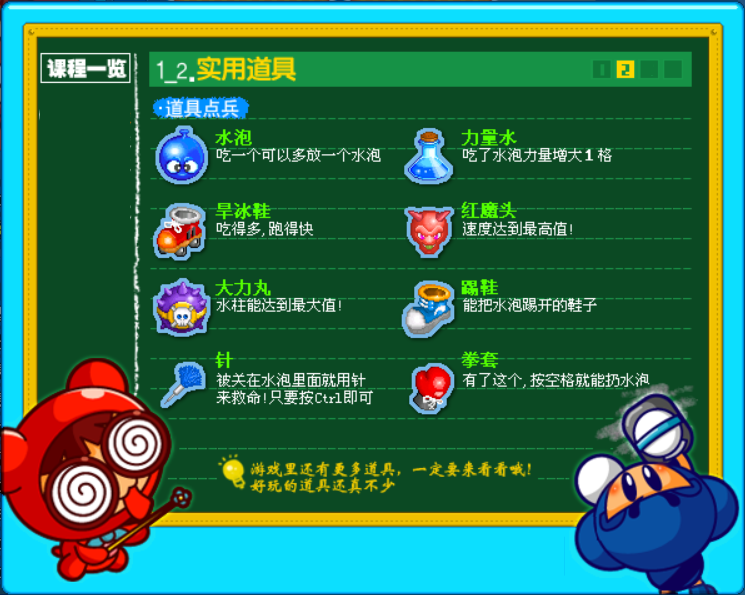 课程一览
1_2.实用道具
1 2
·道具点兵
水泡
吃一个可以多放一个水泡
力量水
吃了水泡力量增大1格
旱冰鞋
吃得多,跑得快
红魔头
速度达到最高值!
大力丸
水柱能达到最大值!
踢鞋
能把水泡踢开的鞋子
针
被关在水泡里面就用针
来救命!只要按Ctrl即可
拳套
有了这个,按空格就能扔水泡
游戏里还有更多道具,一定要来看看哦!
好玩的道具还真不少